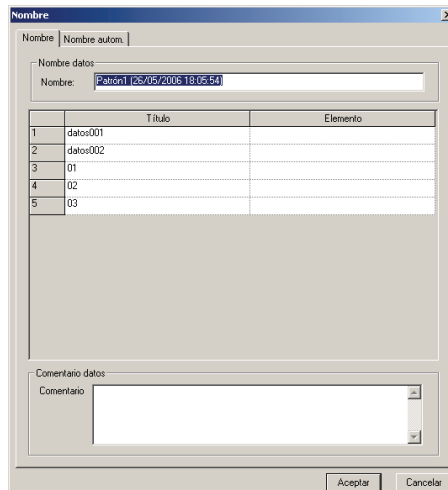 Nombre
Nombre Nombre autom.
Nombre datos
Nombre: Patrón1 (26/05/2006 18:05:54)
Título Elemento
1 datos001
2 datos002
3 01
4 02
5 03
Comentario datos
Comentario
Aceptar Cancelar